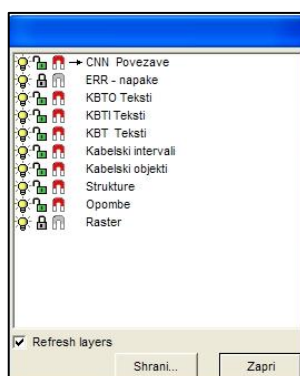 CNN Povezave
ERR - napake
KBTO Teksti
KBTI Teksti
KBT Teksti
Kabelski intervali
Kabelski objekti
Strukture
Opombe
Raster
Refresh layers
Shrani... Zapri